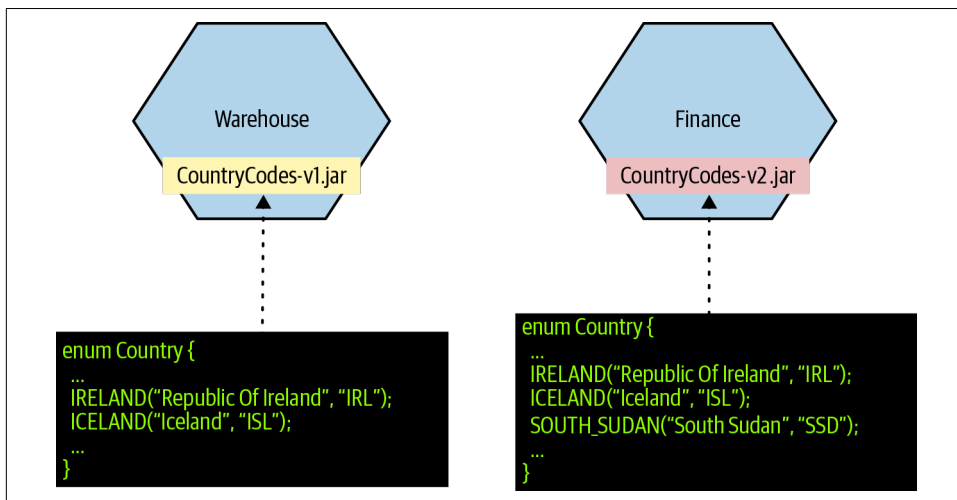 Warehouse
CountryCodes-v1.jar
enum Country {
...
IRELAND(“Republic Of Ireland”, “IRL”);
ICELAND(“Iceland”, “ISL”);
...
}
Finance
CountryCodes-v2.jar
enum Country {
...
IRELAND(“Republic Of Ireland”, “IRL”);
ICELAND(“Iceland”, “ISL”);
SOUTH_SUDAN(“South Sudan”, “SSD”);
...
}